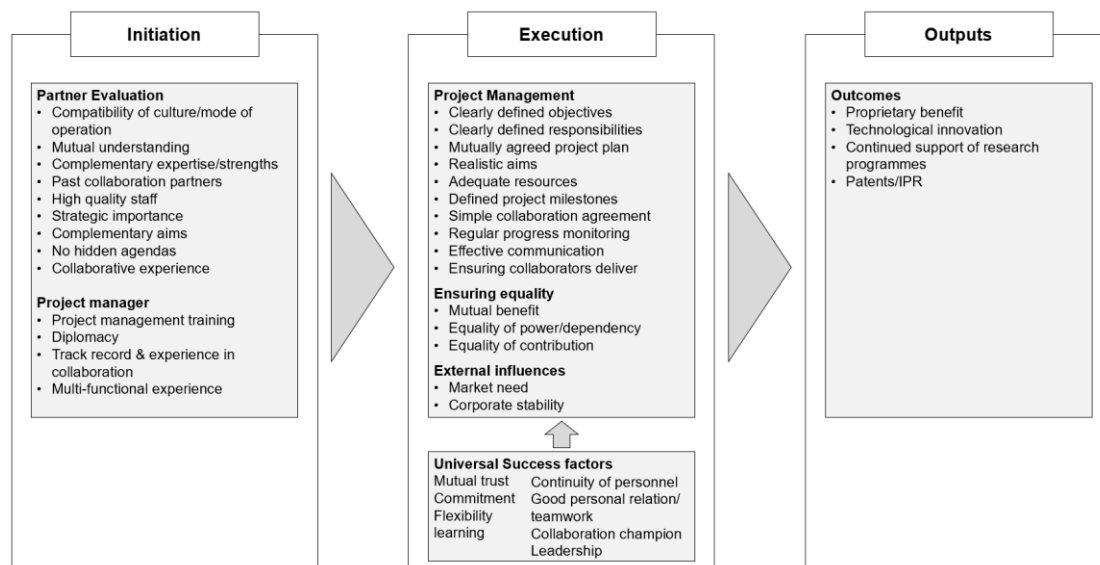 Initiation
Partner Evaluation
• Compatibility of culture/mode of
operation
• Mutual understanding
• Complementary expertise/strengths
• Past collaboration partners
• High quality staff
• Strategic importance
• Complementary aims
• No hidden agendas
• Collaborative experience
Project manager
• Project management training
• Diplomacy
• Track record & experience in
collaboration
• Multi-functional experience
Execution
Project Management
• Clearly defined objectives
• Clearly defined responsibilities
• Mutually agreed project plan
• Realistic aims
• Adequate resources
• Defined project milestones
• Simple collaboration agreement
• Regular progress monitoring
• Effective communication
• Ensuring collaborators deliver
Ensuring equality
• Mutual benefit
• Equality of power/dependency
• Equality of contribution
External influences
• Market need
• Corporate stability
Universal Success factors
Mutual trust
Commitment
Flexibility
learning
Continuity of personnel
Good personal relation/
teamwork
Collaboration champion
Leadership
Outputs
Outcomes
• Proprietary benefit
• Technological innovation
• Continued support of research
programmes
• Patents/IPR